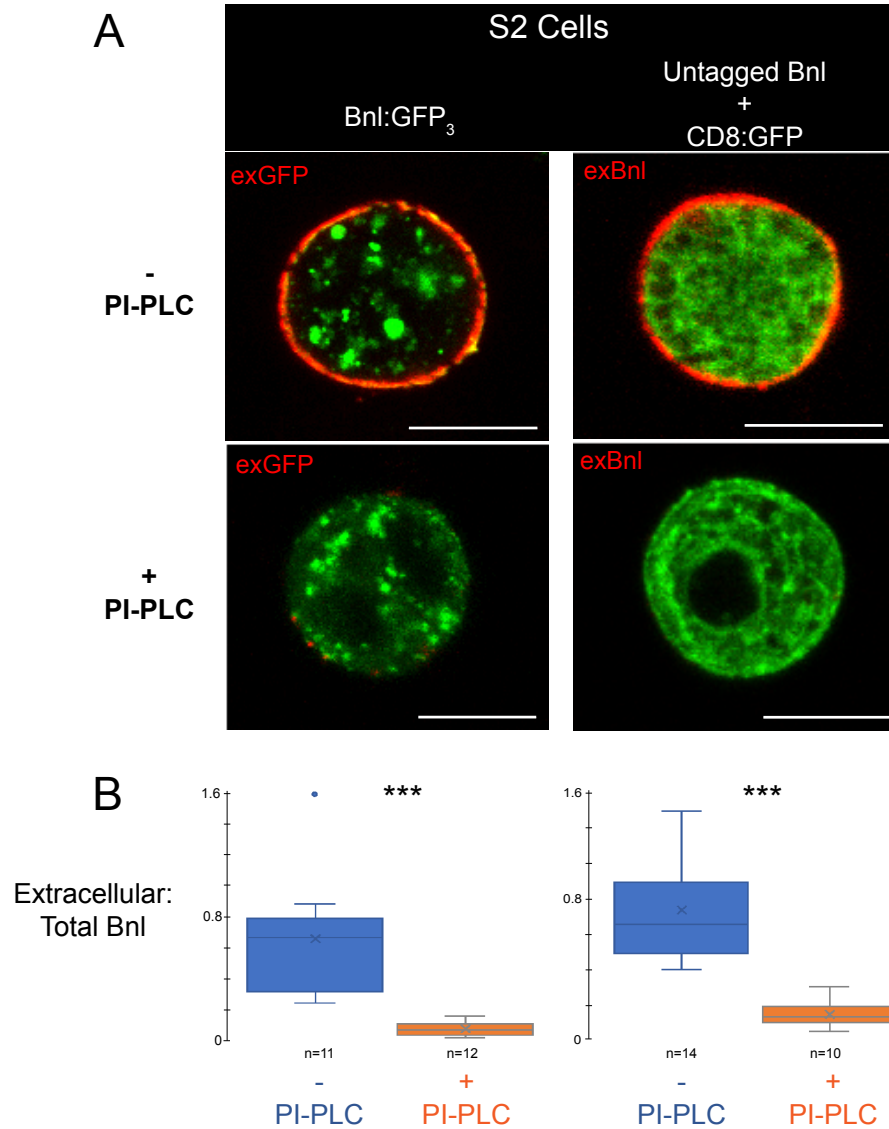 A
S2 Cells
Bnl:GFP₃
Untagged Bnl
+
CD8:GFP
-
PI-PLC
exGFP
exBnl
+
PI-PLC
exGFP
exBnl
B
Extracellular:
Total Bnl
1.6
0.8
0
***
n=11
n=12
-
PI-PLC
+
PI-PLC
1.6
0.8
0
***
n=14
n=10
-
PI-PLC
+
PI-PLC